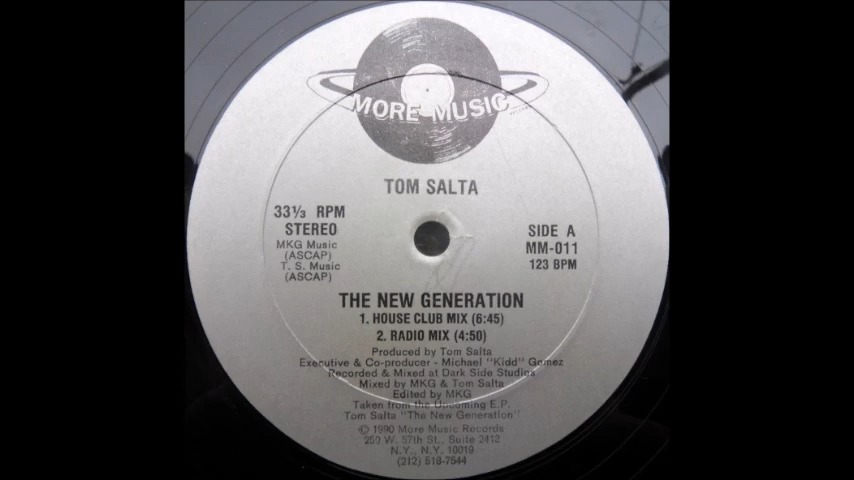 MORE MUSIC
TOM SALTA
33⅓ RPM
STEREO
MKG Music
(ASCAP)
T. S. Music
(ASCAP)
SIDE A
MM-011
123 BPM
THE NEW GENERATION
1. HOUSE CLUB MIX (6:45)
2. RADIO MIX (4:50)
Produced by Tom Salta
Executive & Co-producer - Michael "Kidd" Gomez
Recorded & Mixed at Dark Side Studios
Mixed by MKG & Tom Salta
Edited by MKG
Taken from the Upcoming E.P.
Tom Salta "The New Generation"
© 1990 More Music Records
250 W. 57th St., Suite 2412
N.Y., N.Y. 10019
(212) 518-7544